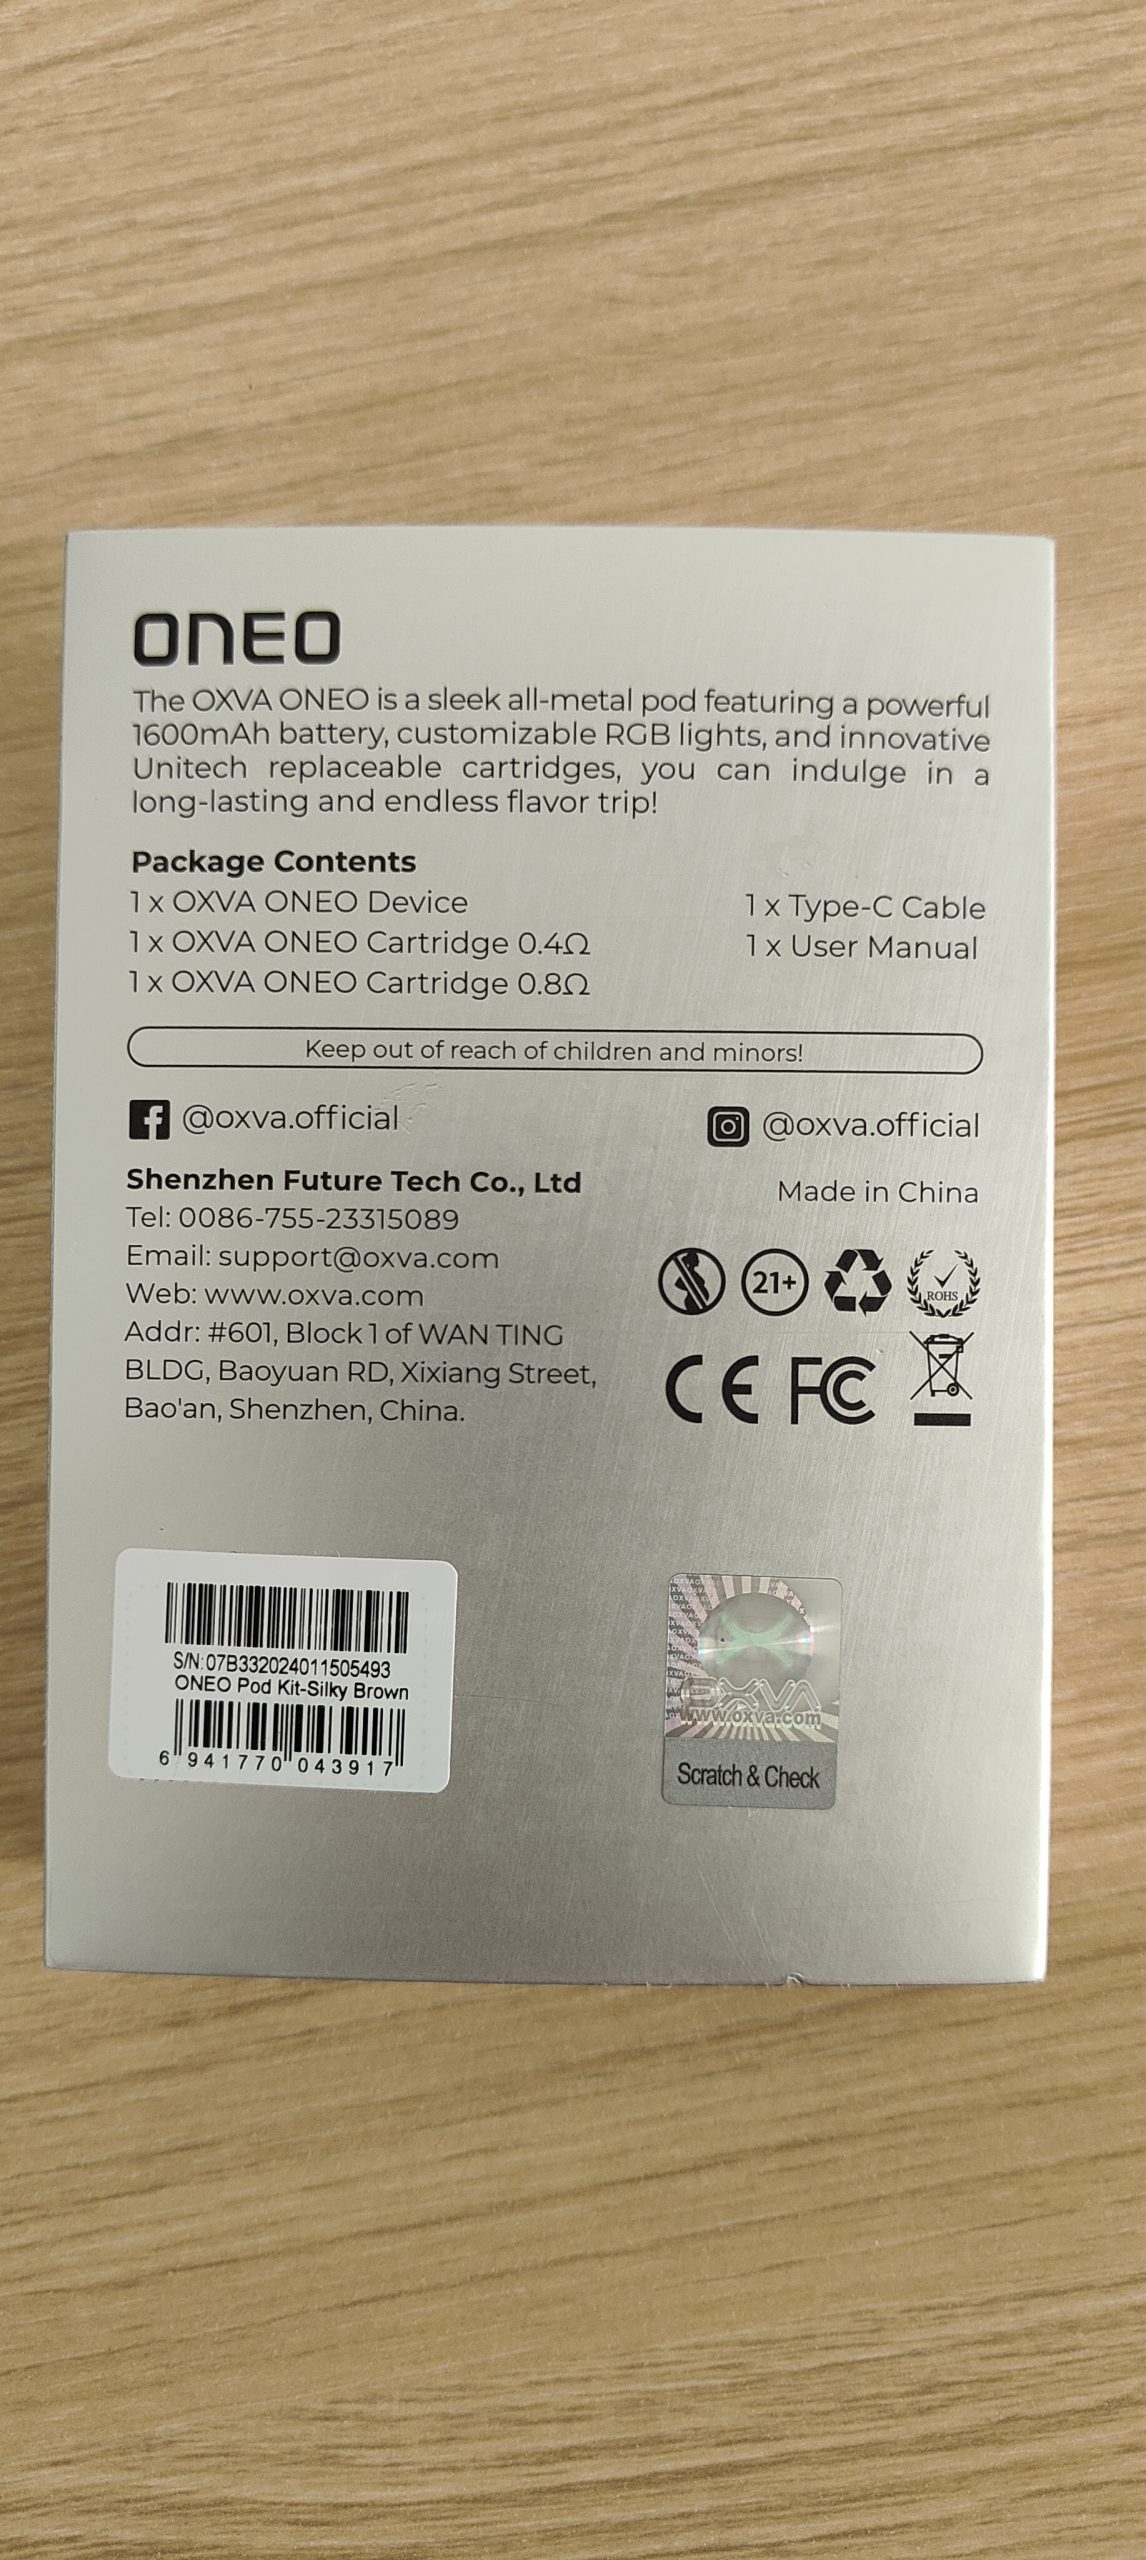 ONEO
The OXVA ONEO is a sleek all-metal pod featuring a powerful
1600mAh battery, customizable RGB lights, and innovative
Unitech replaceable cartridges, you can indulge in a
long-lasting and endless flavor trip!
Package Contents
1 x OXVA ONEO Device
1 x OXVA ONEO Cartridge 0.4Ω
1 x OXVA ONEO Cartridge 0.8Ω
1 x Type-C Cable
1 x User Manual
Keep out of reach of children and minors!
@oxva.official
@oxva.official
Shenzhen Future Tech Co., Ltd
Tel: 0086-755-23315089
Email: support@oxva.com
Web: www.oxva.com
Addr: #601, Block 1 of WAN TING
BLDG, Baoyuan RD, Xixiang Street,
Bao'an, Shenzhen, China.
Made in China
21+
ROHS
CE FC
S/N:07B332024011505493
ONEO Pod Kit-Silky Brown
6 941770 043917
OXVA
www.oxva.com
Scratch & Check